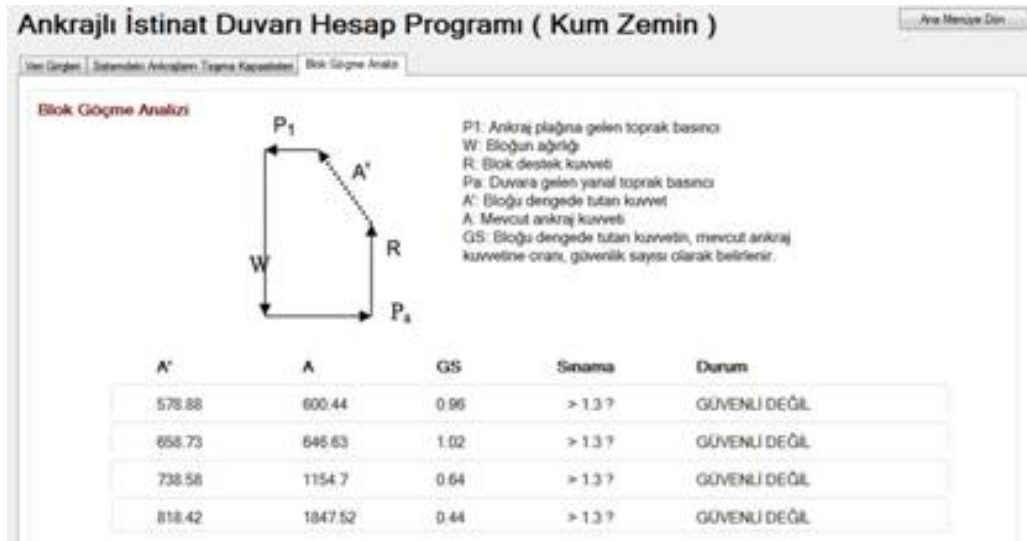 Ankrajlı İstinat Duvarı Hesap Programı ( Kum Zemin )
Ana Menüye Dön
Veri Girişleri
Sistemdeki Ankrajların Taşıma Kapasiteleri
Blok Göçme Analizi
Blok Göçme Analizi
P1
A'
R
W
Pa
P1: Ankraj plağına gelen toprak basıncı
W: Bloğun ağırlığı
R: Blok destek kuvveti
Pa: Duvara gelen yanal toprak basıncı
A': Bloğu dengede tutan kuvvet
A: Mevcut ankraj kuvveti
GS: Bloğu dengede tutan kuvvetin, mevcut ankraj
kuvvetine oranı, güvenlik sayısı olarak belirlenir.
A' A GS Sınama Durum
578.88 600.44 0.96 > 1.3 ? GÜVENLİ DEĞİL
658.73 646.63 1.02 > 1.3 ? GÜVENLİ DEĞİL
738.58 1154.7 0.64 > 1.3 ? GÜVENLİ DEĞİL
818.42 1847.52 0.44 > 1.3 ? GÜVENLİ DEĞİL